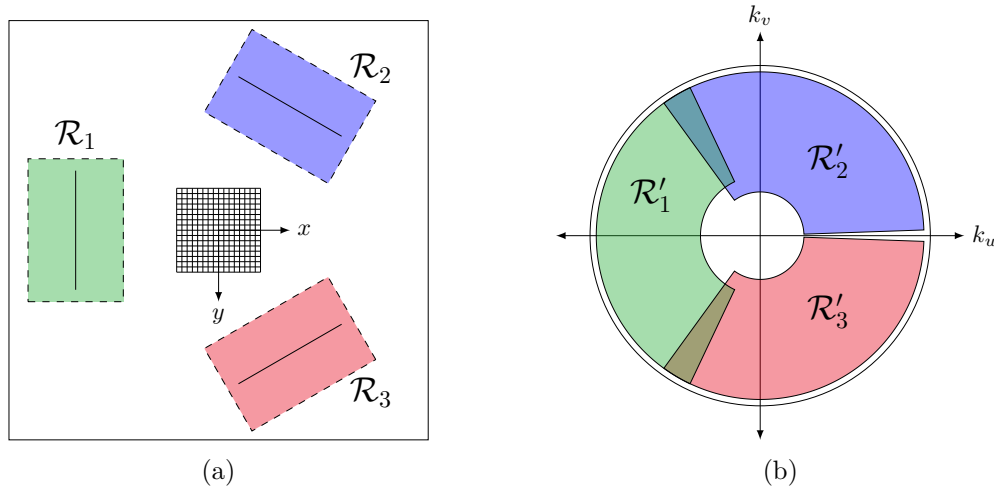 𝓡₂
𝓡₁
x
y
𝓡₃
(a)
kᵥ
𝓡′₂
𝓡′₁
kᵤ
𝓡′₃
(b)